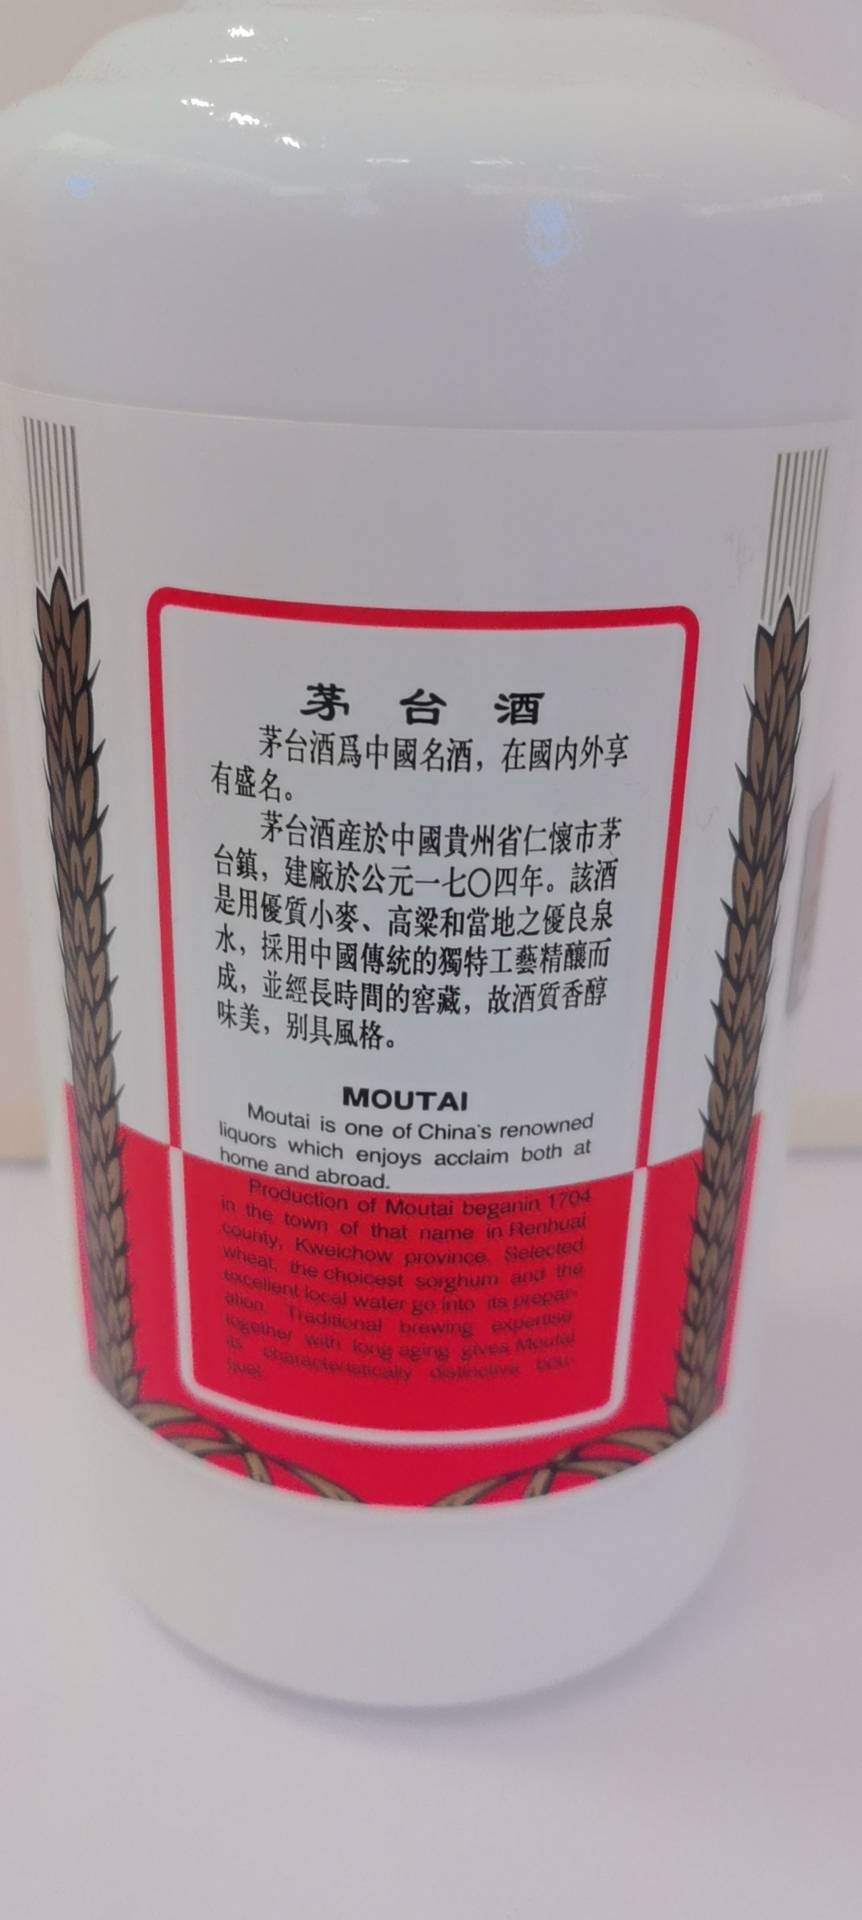 茅台酒
茅台酒爲中國名酒，在國内外享
有盛名。
茅台酒産於中國貴州省仁懷市茅
台鎮，建廠於公元一七〇四年。該酒
是用優質小麥、高粱和當地之優良泉
水，採用中國傳統的獨特工藝精釀而
成，並經長時間的窖藏，故酒質香醇
味美，别具風格。
MOUTAI
Moutai is one of China's renowned
liquors which enjoys acclaim both at
home and abroad.
Production of Moutai beganin 1704
in the town of that name in Renhuai
county, Kweichow province. Selected
wheat, the choicest sorghum and the
excellent local water go into its prepar-
ation. Traditional brewing expertise
together with long aging gives Moutai
its characteristically distinctive bou-
quet.